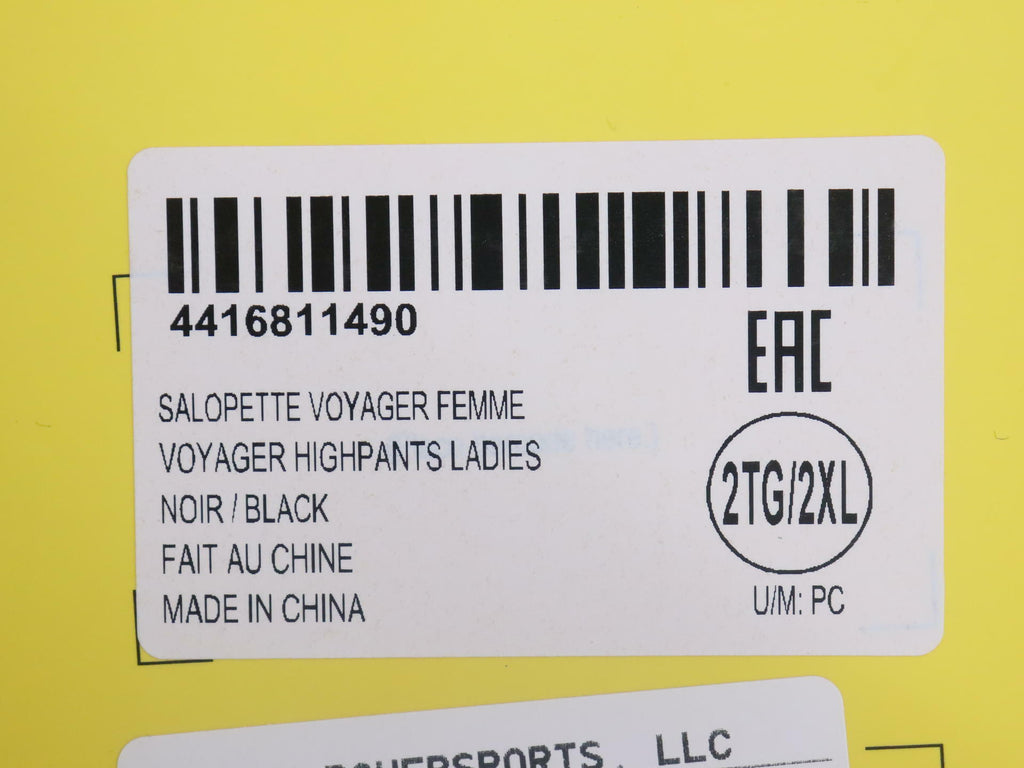 4416811490
EAC
SALOPETTE VOYAGER FEMME
VOYAGER HIGHPANTS LADIES
NOIR / BLACK
FAIT AU CHINE
MADE IN CHINA
2TG/2XL
U/M: PC
POWERSPORTS, LLC